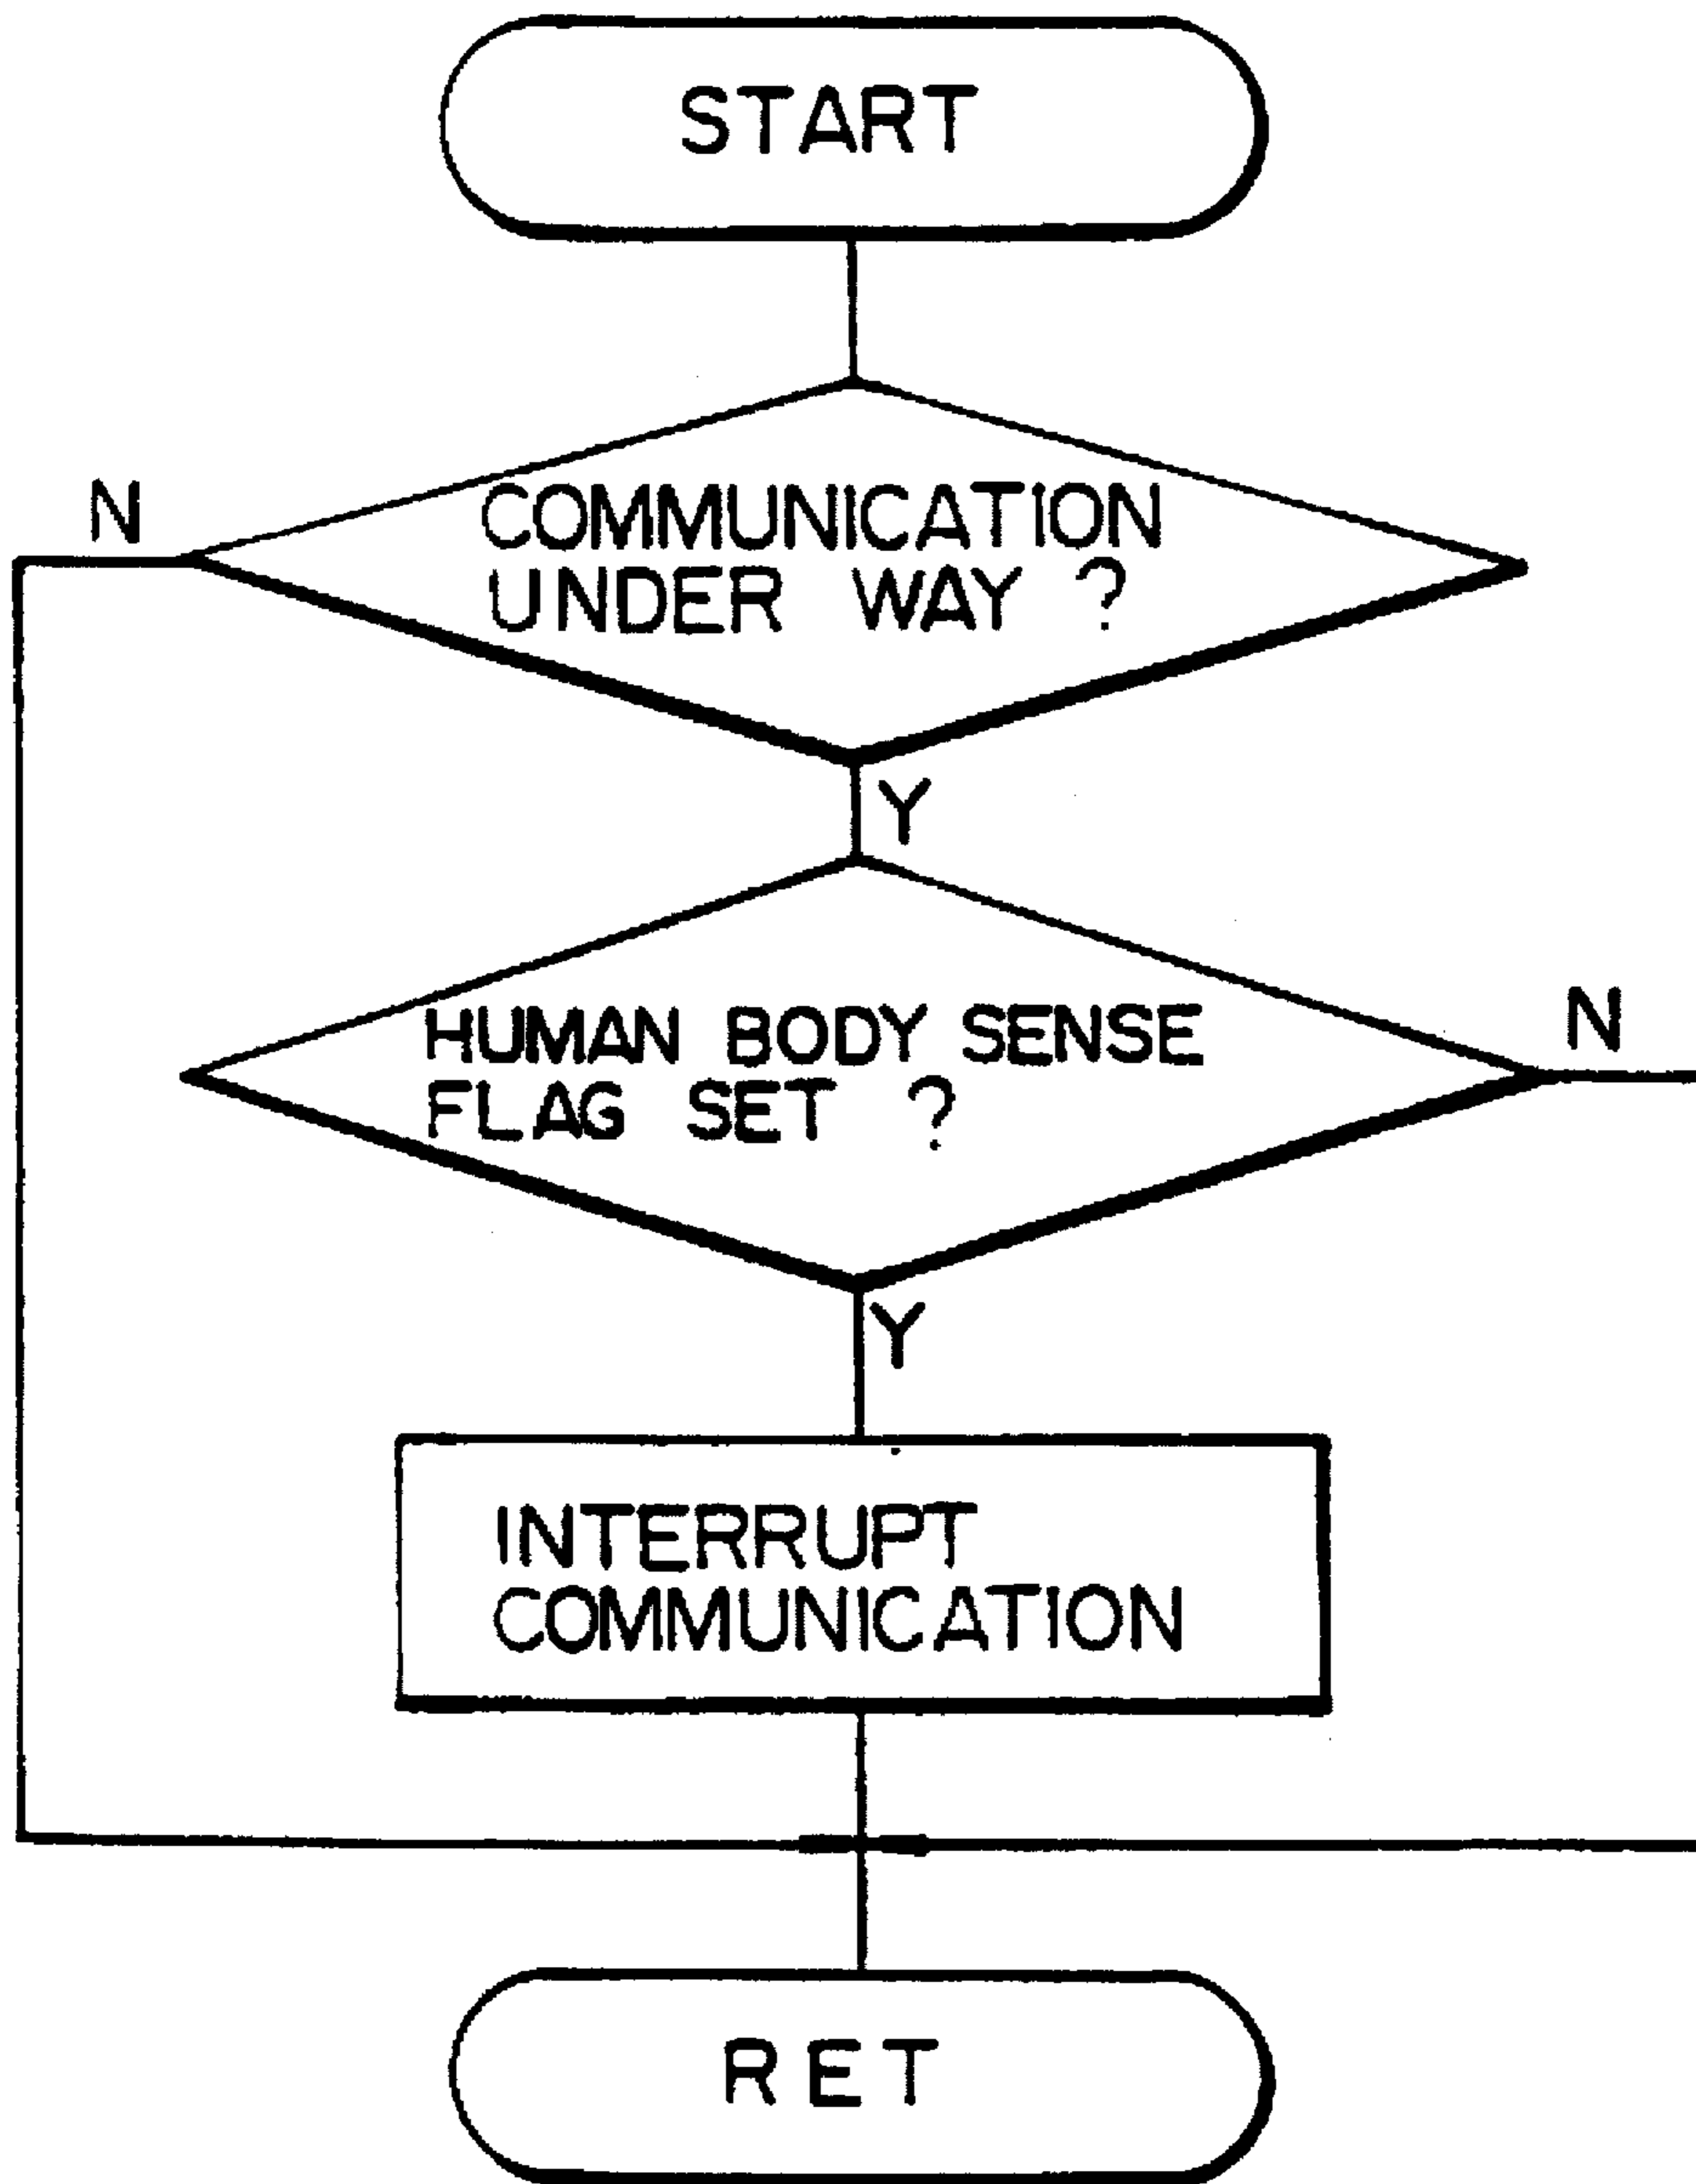 START
N
COMMUNICATION
UNDER WAY ?
Y
HUMAN BODY SENSE
FLAG SET ?
N
Y
INTERRUPT
COMMUNICATION
RET